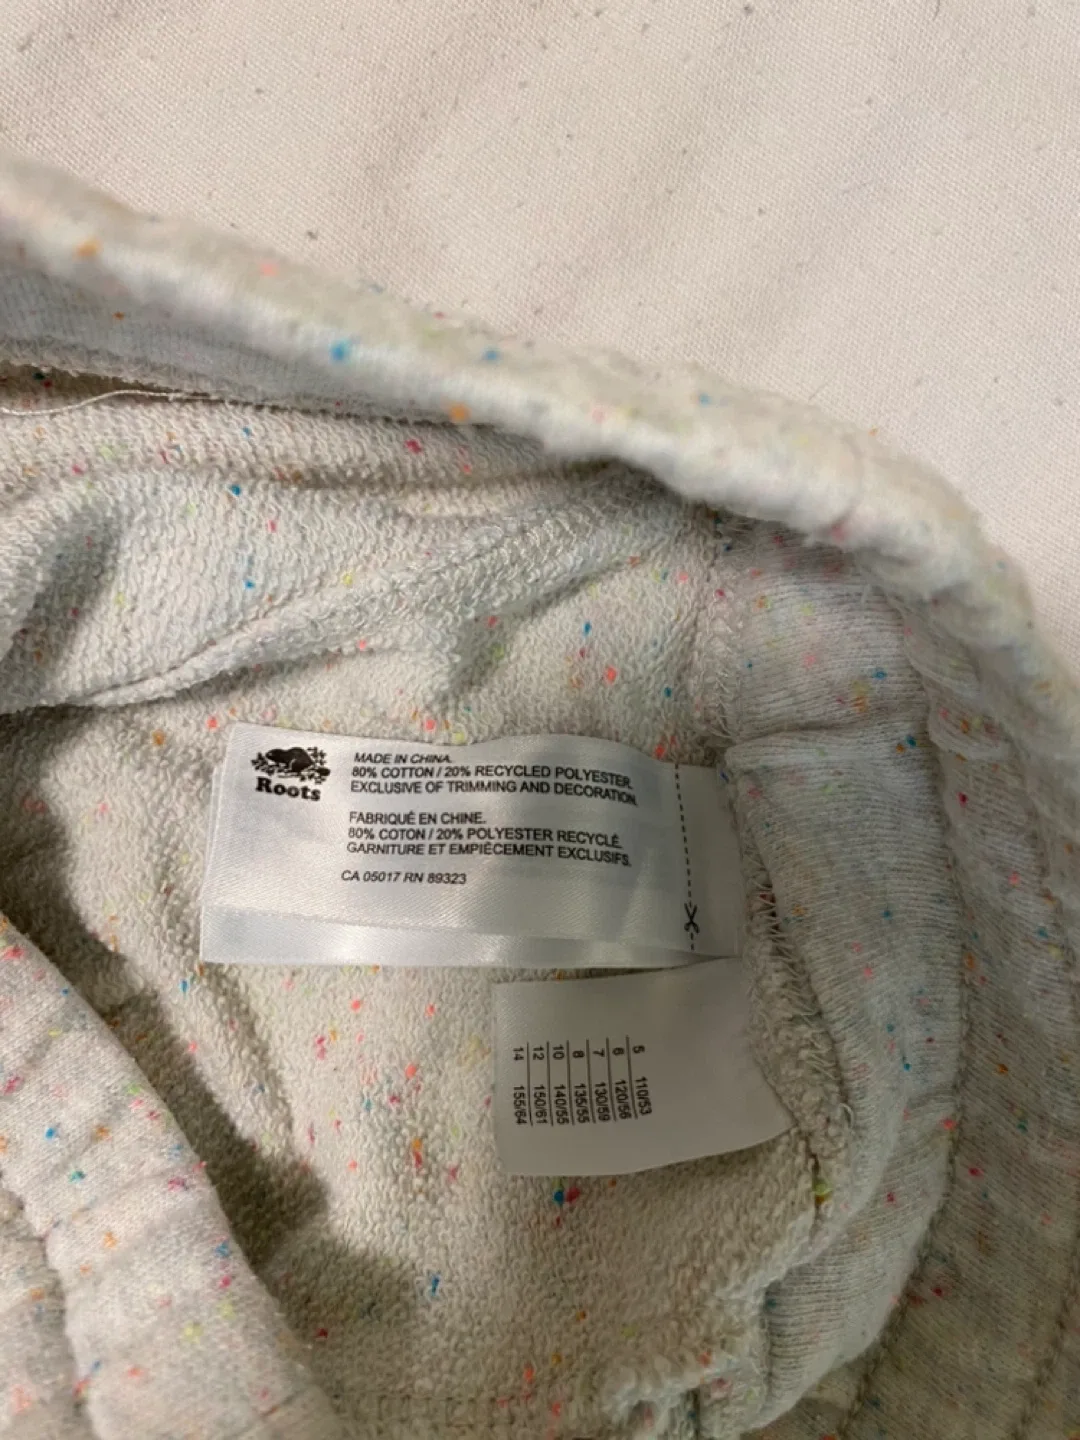 Roots
MADE IN CHINA.
80% COTTON / 20% RECYCLED POLYESTER.
EXCLUSIVE OF TRIMMING AND DECORATION.
FABRIQUÉ EN CHINE.
80% COTON / 20% POLYESTER RECYCLÉ.
GARNITURE ET EMPIÈCEMENT EXCLUSIFS.
CA 05017 RN 89323
5 110/53
6 120/56
7 130/59
8 135/55
10 140/55
12 150/61
14 155/64